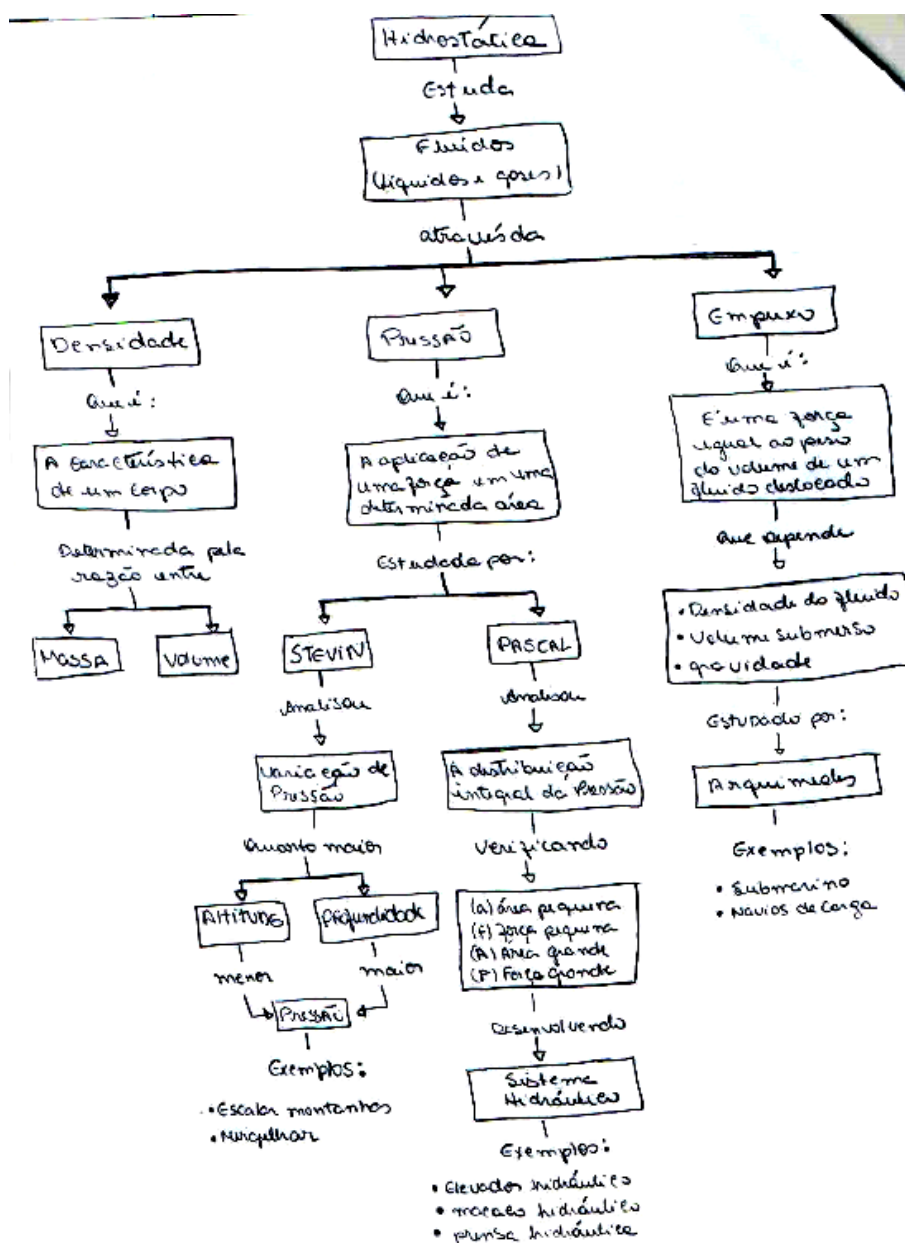 Hidrostática
Estuda
Fluídos
(líquidos e gases)
através da
Densidade
Que é:
A característica
de um corpo
Determinada pela
razão entre
Massa
Volume
Pressão
Que é:
A aplicação de
uma força em uma
determinada área
Estudada por:
STEVIN
Analisou
Variação de
Pressão
Quanto maior
Altitude
Profundidade
menor
maior
Pressão
Exemplos:
• Escalar montanhas
• Mergulhar
PASCAL
Analisou
A distribuição
integral da Pressão
Verificando
(a) área pequena
(f) força pequena
(A) Área grande
(F) Força grande
Desenvolvendo
Sistema
Hidráulico
Exemplos:
• Elevador hidráulico
• macaco hidráulico
• prensa hidráulica
Empuxo
Que é:
É uma força
igual ao peso
do volume de um
fluido deslocado
Que depende
• Densidade do fluido
• Volume submerso
• gravidade
Estudado por:
Arquimedes
Exemplos:
• Submarino
• Navios de carga